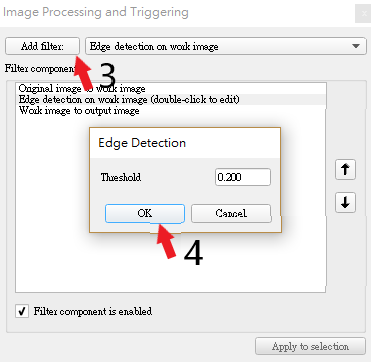 Image Processing and Triggering
Add filter:
Edge detection on work image
3
Filter component
Original image to work image
Edge detection on work image (double-click to edit)
Work image to output image
Edge Detection
Threshold
0.200
OK
Cancel
4
Filter component is enabled
Apply to selection